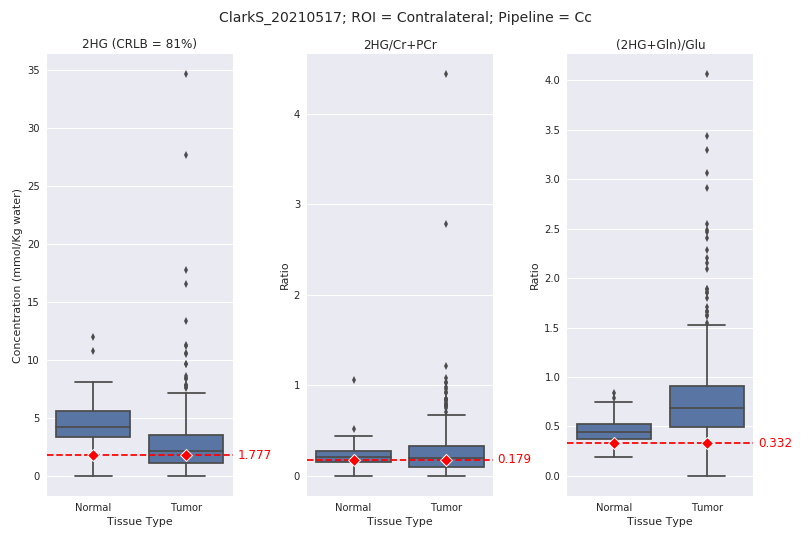 ClarkS_20210517; ROI = Contralateral; Pipeline = Cc
2HG (CRLB = 81%)
Concentration (mmol/Kg water)
35
30
25
20
15
10
5
0
1.777
Normal Tumor
Tissue Type
2HG/Cr+PCr
Ratio
4
3
2
1
0
0.179
Normal Tumor
Tissue Type
(2HG+Gln)/Glu
Ratio
4.0
3.5
3.0
2.5
2.0
1.5
1.0
0.5
0.0
0.332
Normal Tumor
Tissue Type